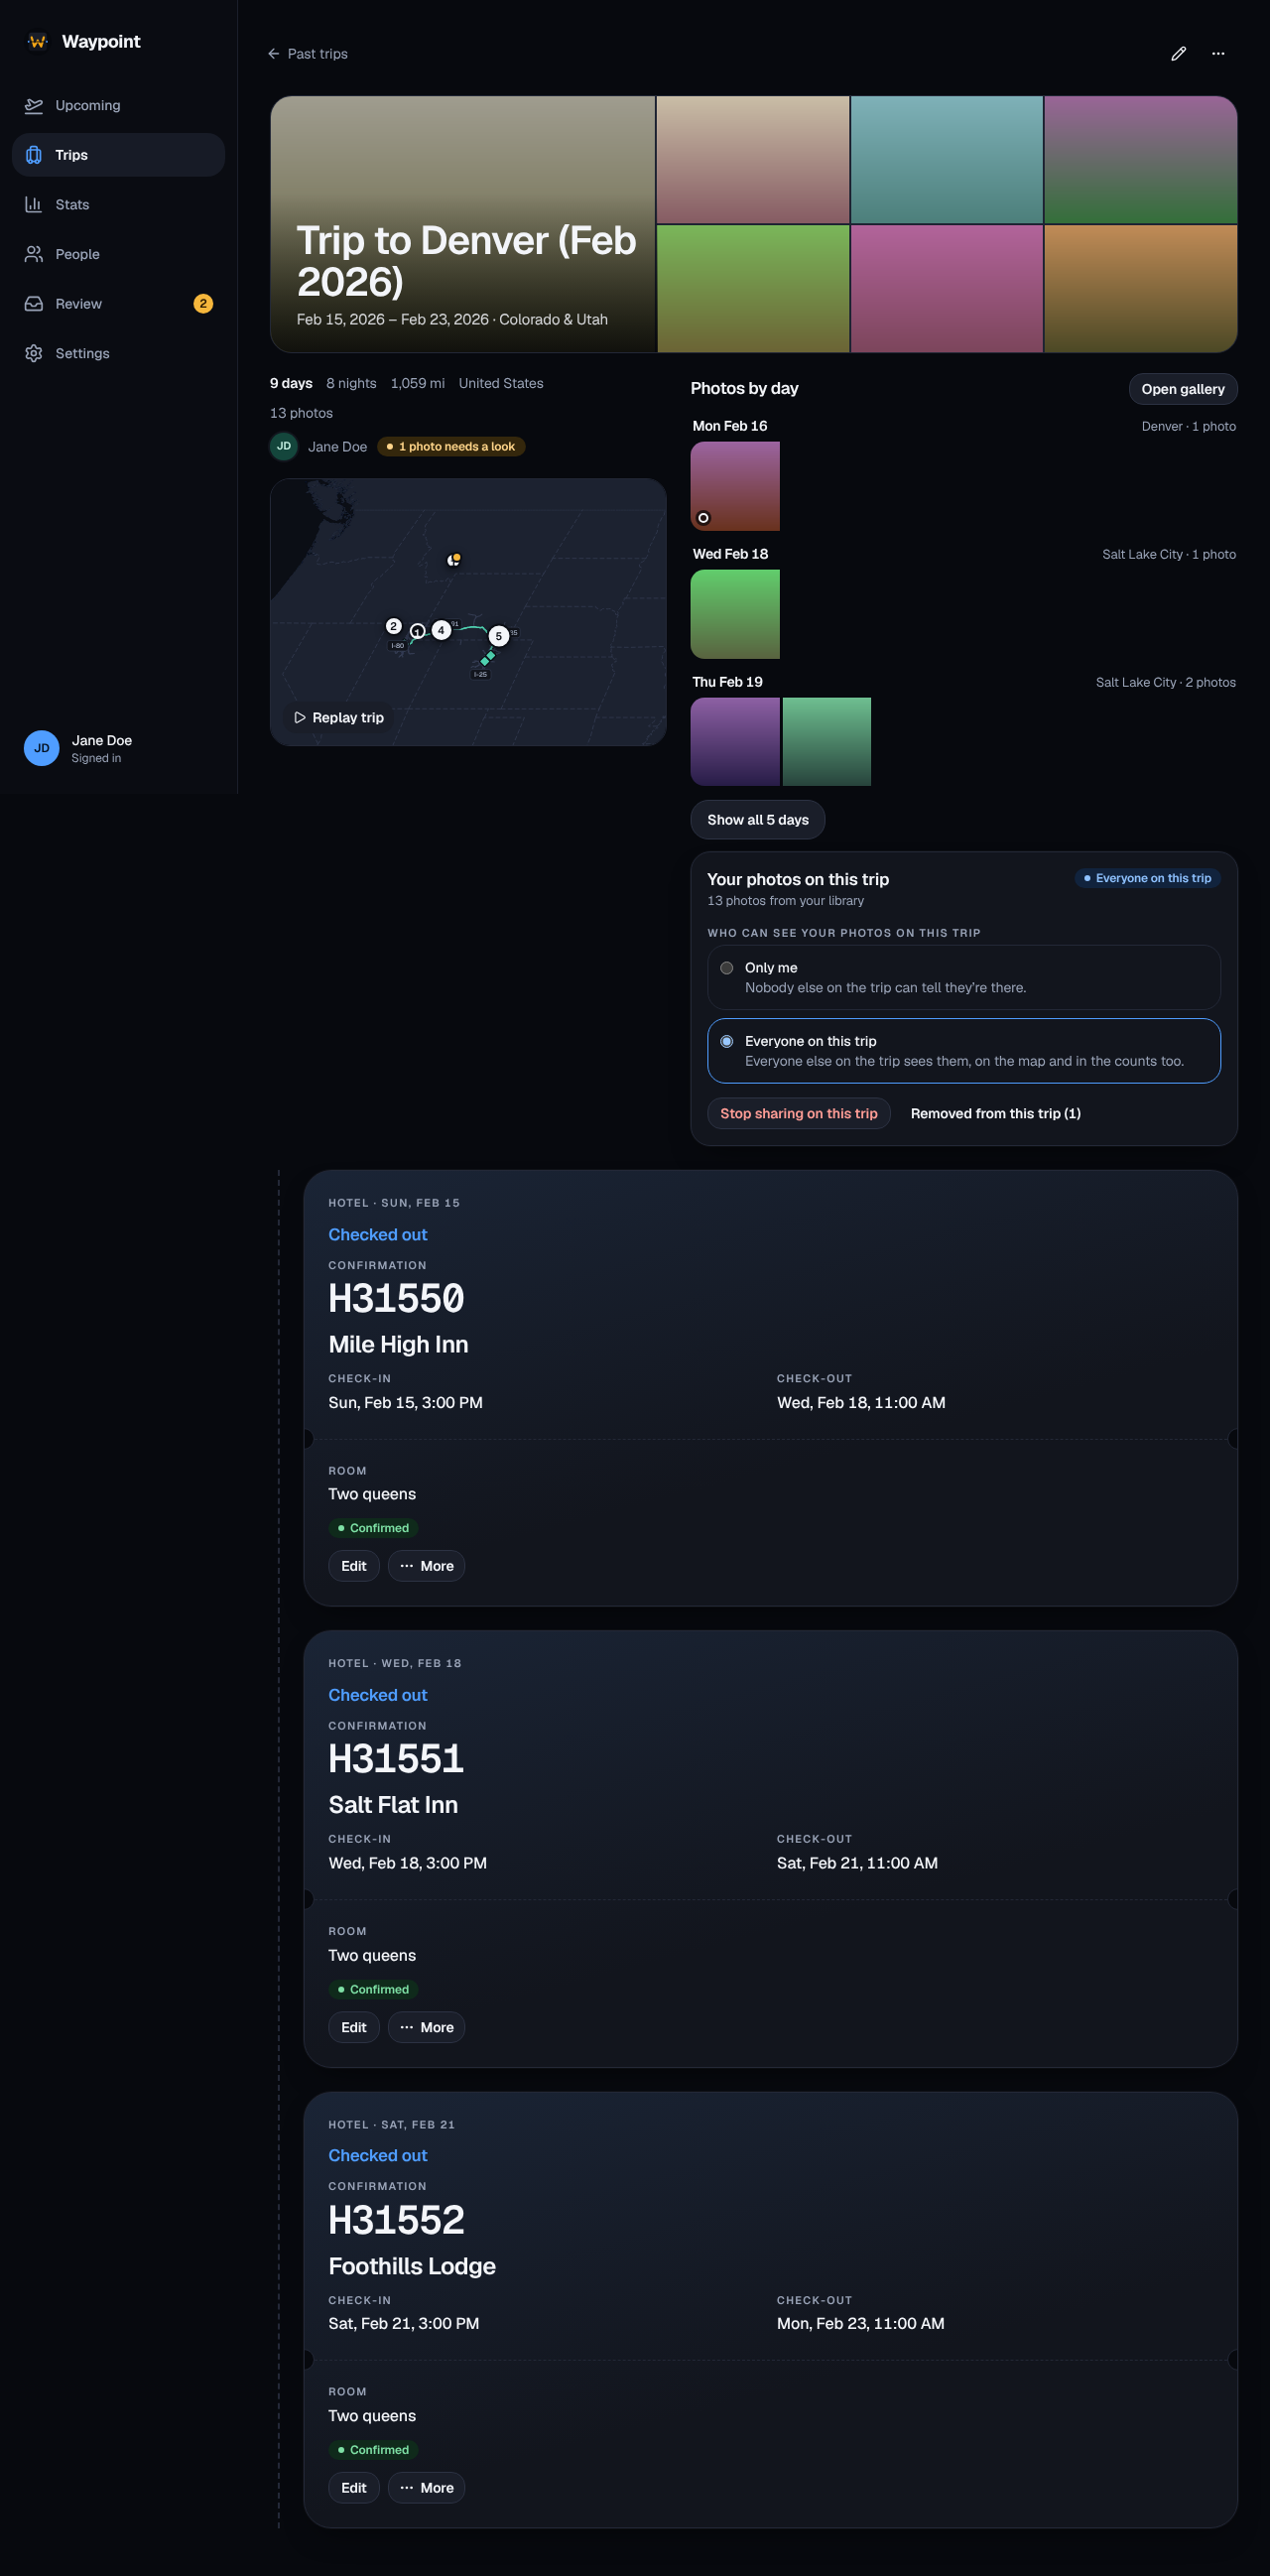 Waypoint
Upcoming
Trips
Stats
People
Review
2
Settings
JD
Jane Doe
Signed in
Past trips
Trip to Denver (Feb
2026)
Feb 15, 2026 – Feb 23, 2026 · Colorado & Utah
9 days 8 nights 1,059 mi United States
13 photos
JD Jane Doe 1 photo needs a look
2
1
4
5
I-80
I-25
Replay trip
Photos by day
Open gallery
Mon Feb 16
Denver · 1 photo
Wed Feb 18
Salt Lake City · 1 photo
Thu Feb 19
Salt Lake City · 2 photos
Show all 5 days
Your photos on this trip
Everyone on this trip
13 photos from your library
WHO CAN SEE YOUR PHOTOS ON THIS TRIP
Only me
Nobody else on the trip can tell they're there.
Everyone on this trip
Everyone else on the trip sees them, on the map and in the counts too.
Stop sharing on this trip
Removed from this trip (1)
HOTEL · SUN, FEB 15
Checked out
CONFIRMATION
H31550
Mile High Inn
CHECK-IN
CHECK-OUT
Sun, Feb 15, 3:00 PM
Wed, Feb 18, 11:00 AM
ROOM
Two queens
Confirmed
Edit
More
HOTEL · WED, FEB 18
Checked out
CONFIRMATION
H31551
Salt Flat Inn
CHECK-IN
CHECK-OUT
Wed, Feb 18, 3:00 PM
Sat, Feb 21, 11:00 AM
ROOM
Two queens
Confirmed
Edit
More
HOTEL · SAT, FEB 21
Checked out
CONFIRMATION
H31552
Foothills Lodge
CHECK-IN
CHECK-OUT
Sat, Feb 21, 3:00 PM
Mon, Feb 23, 11:00 AM
ROOM
Two queens
Confirmed
Edit
More